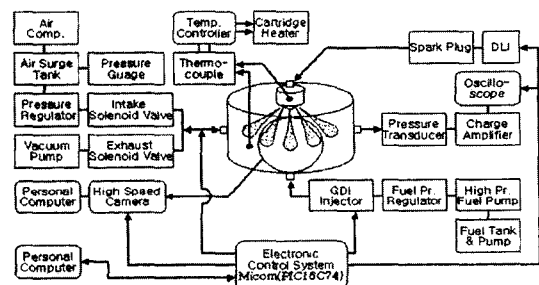 Air
Comp.
Temp.
Controller
Cartridge
Heater
Spark Plug
DLI
Air Surge
Tank
Pressure
Guage
Thermo-
couple
Oscillo-
scope
Pressure
Regulator
Intake
Solenoid Valve
Pressure
Transducer
Charge
Amplifier
Vacuum
Pump
Exhaust
Solenoid Valve
Personal
Computer
High Speed
Camera
GDI
Injector
Fuel Pr.
Regulator
High Pr.
Fuel Pump
Fuel Tank
& Pump
Personal
Computer
Electronic
Control System
Micom(PIC16C74)